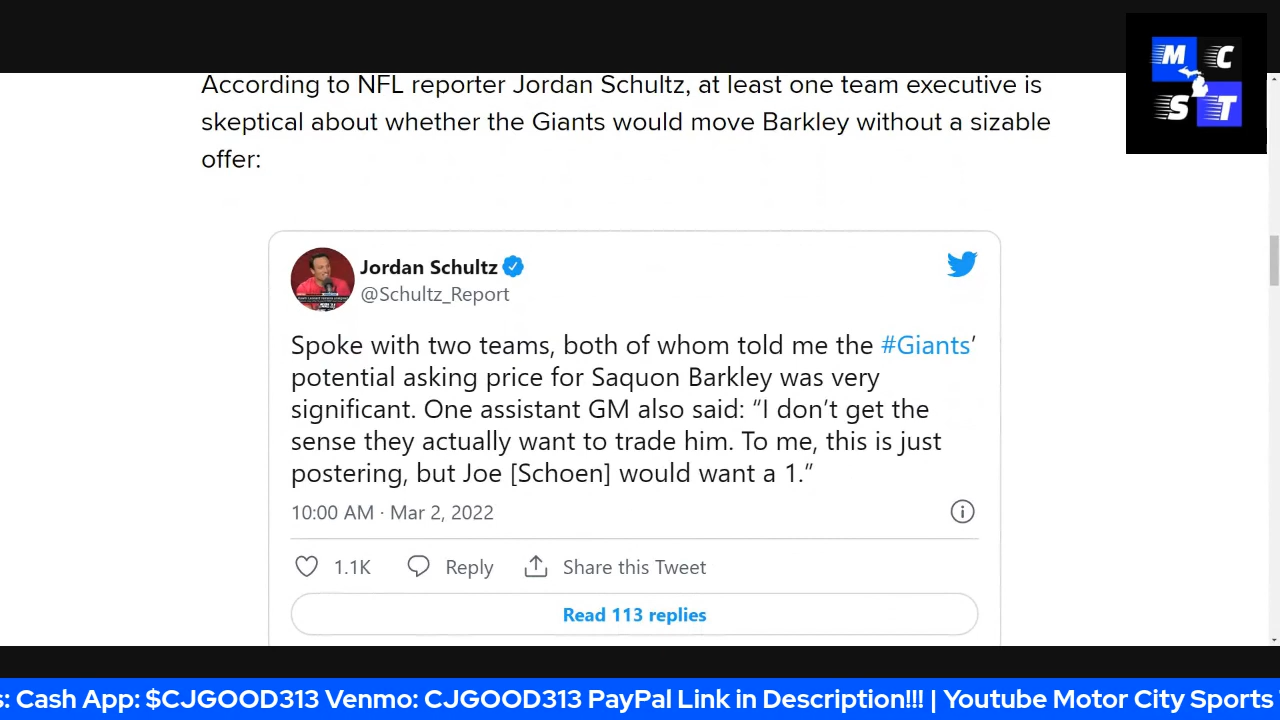 M C
S T
According to NFL reporter Jordan Schultz, at least one team executive is
skeptical about whether the Giants would move Barkley without a sizable
offer:
Jordan Schultz
@Schultz_Report
Spoke with two teams, both of whom told me the #Giants’
potential asking price for Saquon Barkley was very
significant. One assistant GM also said: “I don’t get the
sense they actually want to trade him. To me, this is just
postering, but Joe [Schoen] would want a 1.”
10:00 AM · Mar 2, 2022
1.1K Reply Share this Tweet
Read 113 replies
s: Cash App: $CJGOOD313 Venmo: CJGOOD313 PayPal Link in Description!!! | Youtube Motor City Sports